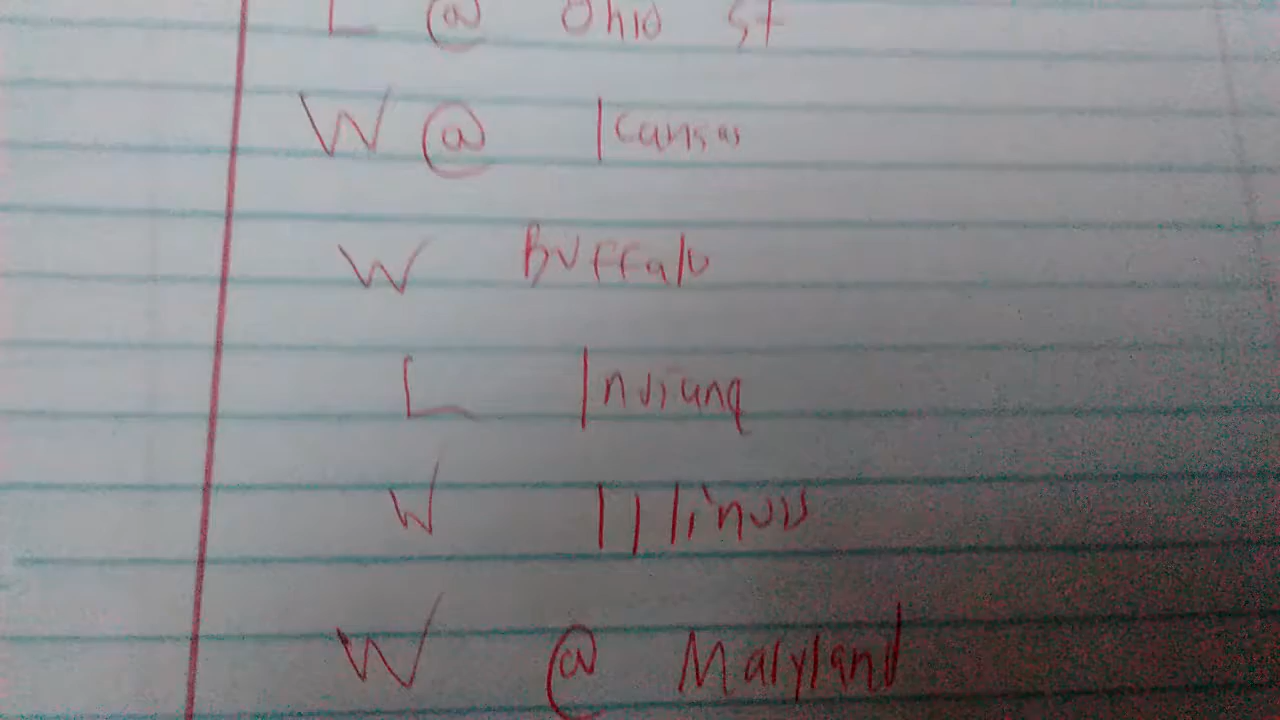 L @ Ohio St
W @ Kansas
W Buffalo
L Indiana
W Illinois
W @ Maryland